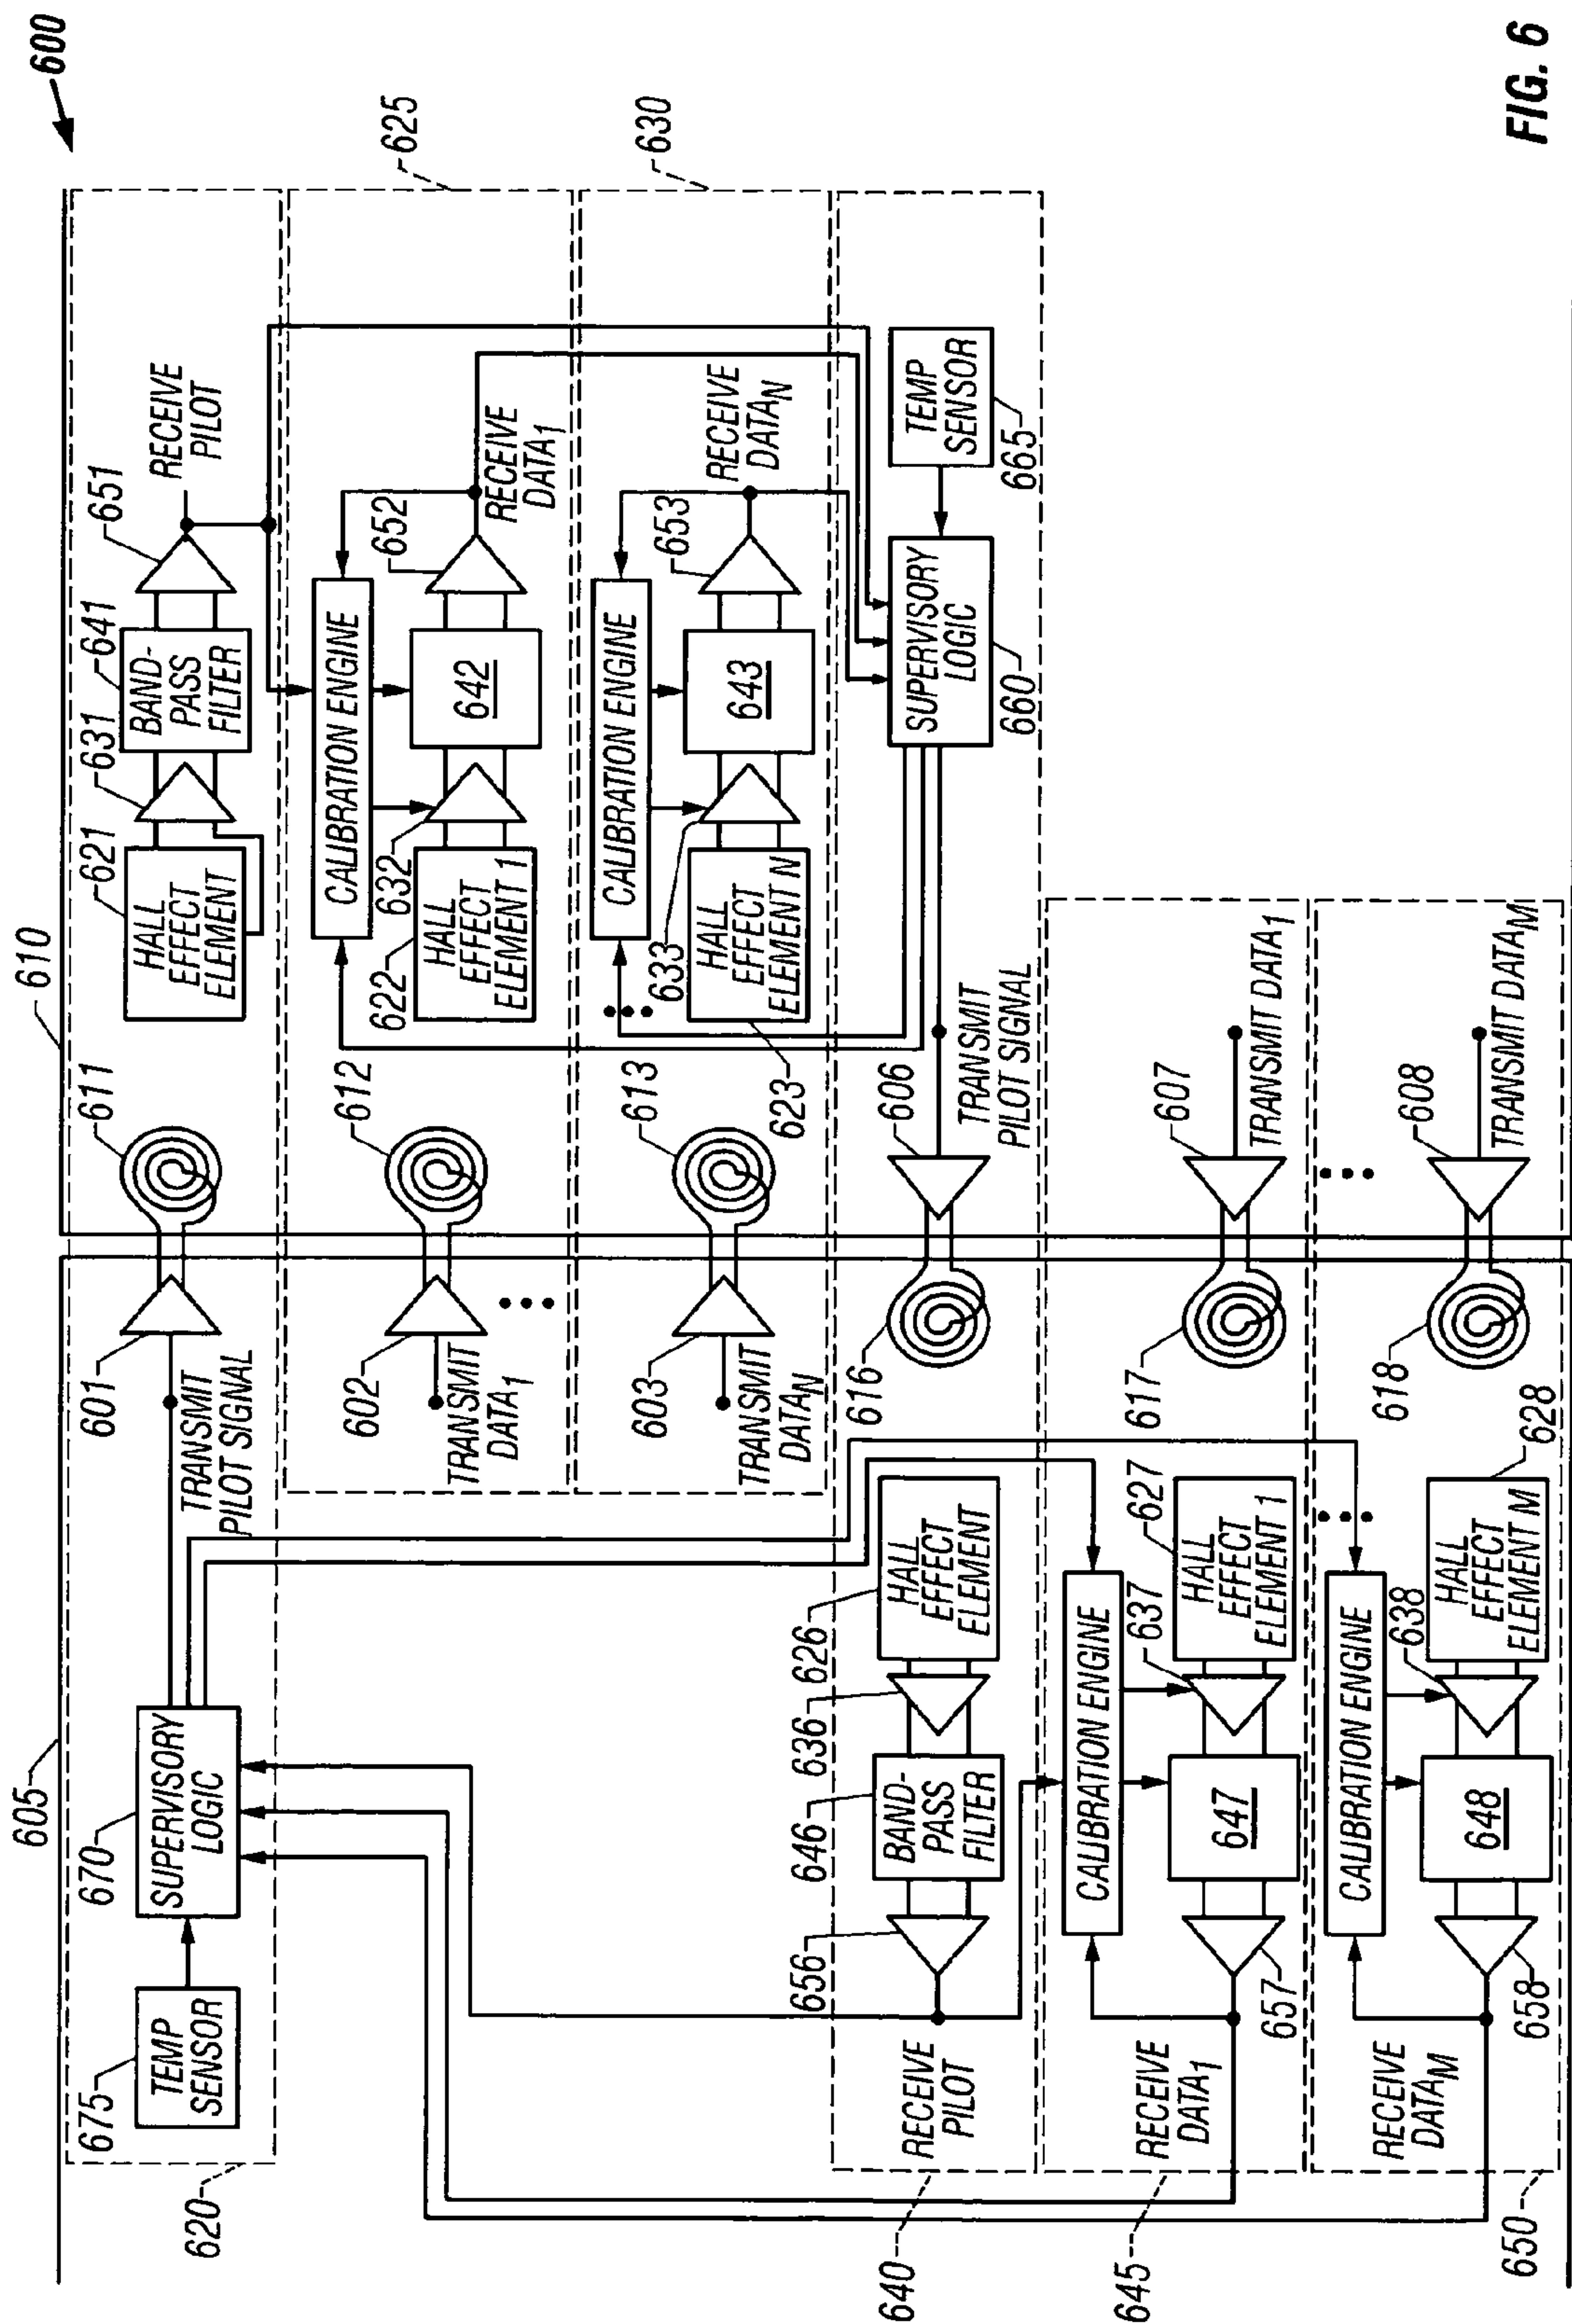 600
605
610
620
601
TRANSMIT
PILOT SIGNAL
670
SUPERVISORY
LOGIC
675
TEMP
SENSOR
611
621
HALL
EFFECT
ELEMENT
631
641
BAND-
PASS
FILTER
651
RECEIVE
PILOT
625
602
TRANSMIT
DATA1
612
CALIBRATION ENGINE
622
HALL
EFFECT
ELEMENT 1
632
642
652
RECEIVE
DATA1
630
603
TRANSMIT
DATAN
613
CALIBRATION ENGINE
623
HALL
EFFECT
ELEMENT N
633
643
653
RECEIVE
DATAN
640
RECEIVE
PILOT
656
646
BAND-
PASS
FILTER
636
626
HALL
EFFECT
ELEMENT
616
606
TRANSMIT
PILOT SIGNAL
SUPERVISORY
LOGIC
660
TEMP
SENSOR
665
645
RECEIVE
DATA1
657
CALIBRATION ENGINE
647
637
627
HALL
EFFECT
ELEMENT 1
617
607
TRANSMIT DATA1
650
RECEIVE
DATAM
658
CALIBRATION ENGINE
648
638
628
HALL
EFFECT
ELEMENT M
618
608
TRANSMIT DATAM
FIG. 6